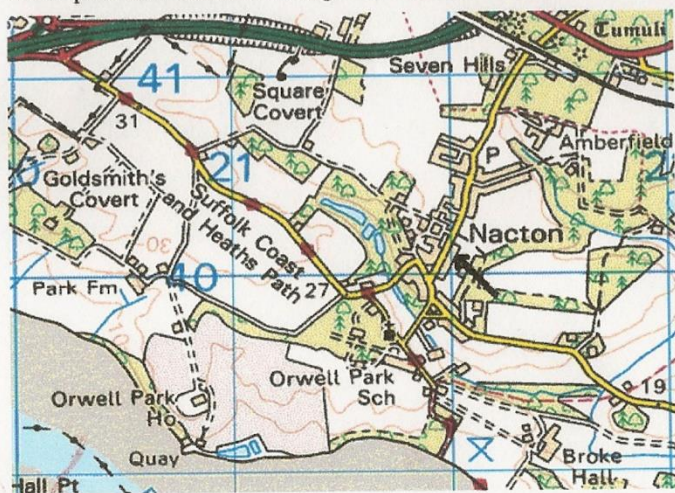 Tumuli
Seven Hills
41
Square
Covert
31
P
Amberfield
21
2
Goldsmith's
Covert
Suffolk Coast
and Heaths Path
Nacton
30
40
27
Park Fm
Orwell Park
Sch
19
Orwell Park
Ho
Quay
Broke
Hall
Hall Pt